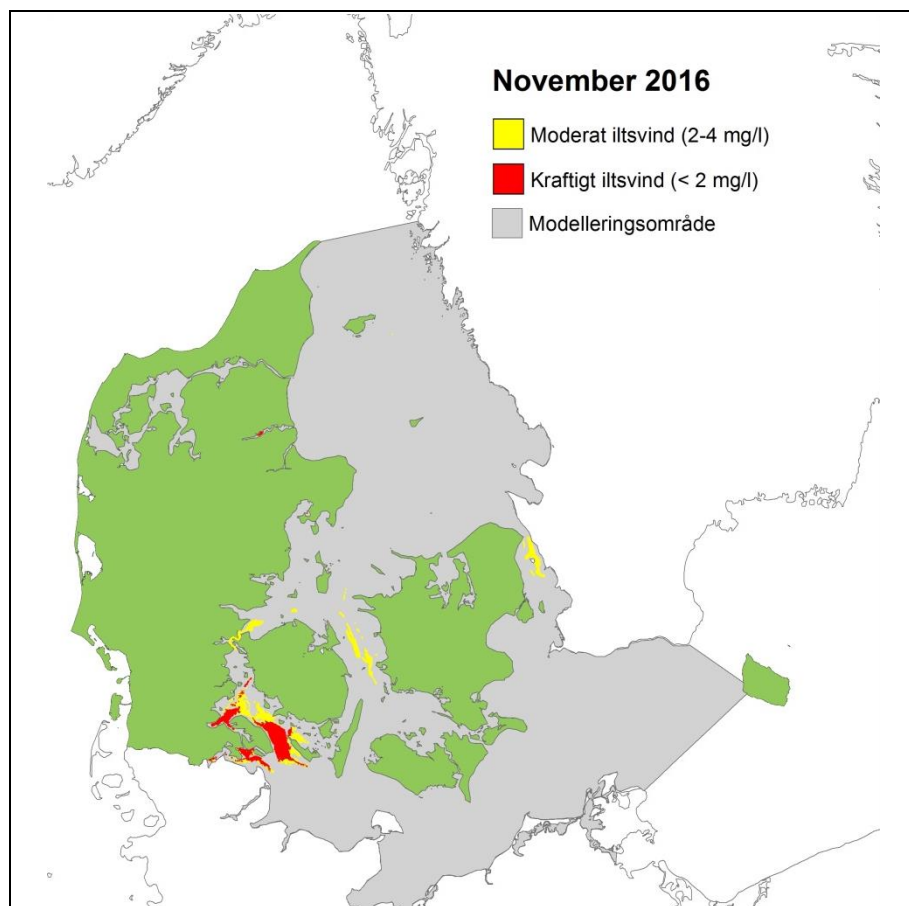 November 2016
Moderat iltsvind (2-4 mg/l)
Kraftigt iltsvind (< 2 mg/l)
Modelleringsområde